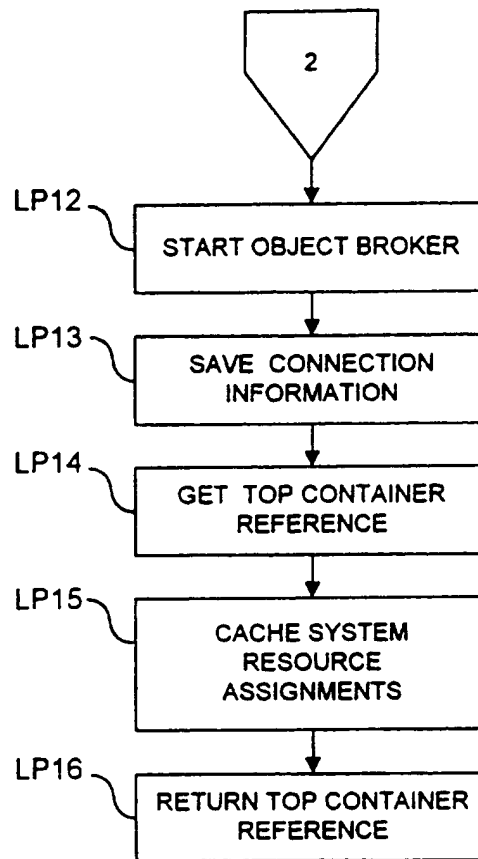 2
LP12
START OBJECT BROKER
LP13
SAVE CONNECTION
INFORMATION
LP14
GET TOP CONTAINER
REFERENCE
LP15
CACHE SYSTEM
RESOURCE
ASSIGNMENTS
LP16
RETURN TOP CONTAINER
REFERENCE